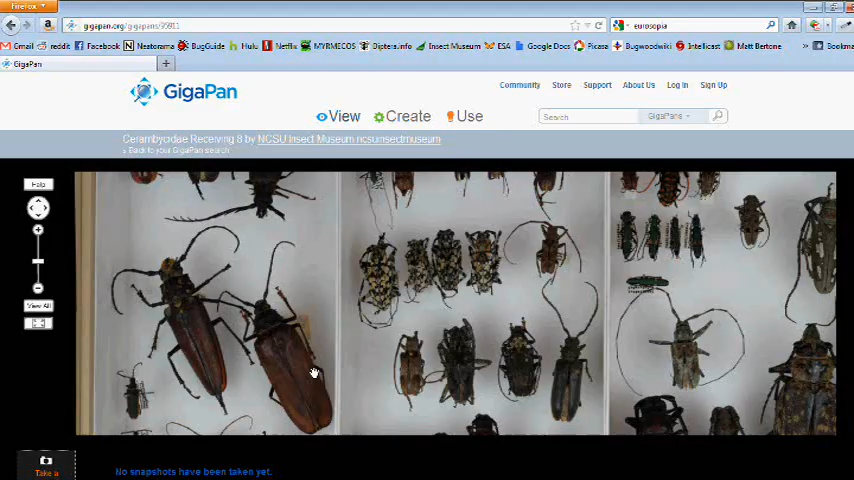 Firefox
gigapan.org/gigapans/95911
eurosopia
Gmail reddit Facebook Neatorama BugGuide Hulu Netflix MYRMECOS Diptera.info Insect Museum ESA Google Docs Picasa Bugwoodwiki Intellicast Matt Bertone Bookma
GigaPan
GigaPan
Community Store Support About Us Log In Sign Up
View Create Use
Search GigaPans
Cerambycidae Receiving 8 by NCSU Insect Museum ncsuinsectmuseum
« Back to your GigaPan search
Help
View All
Take a
No snapshots have been taken yet.